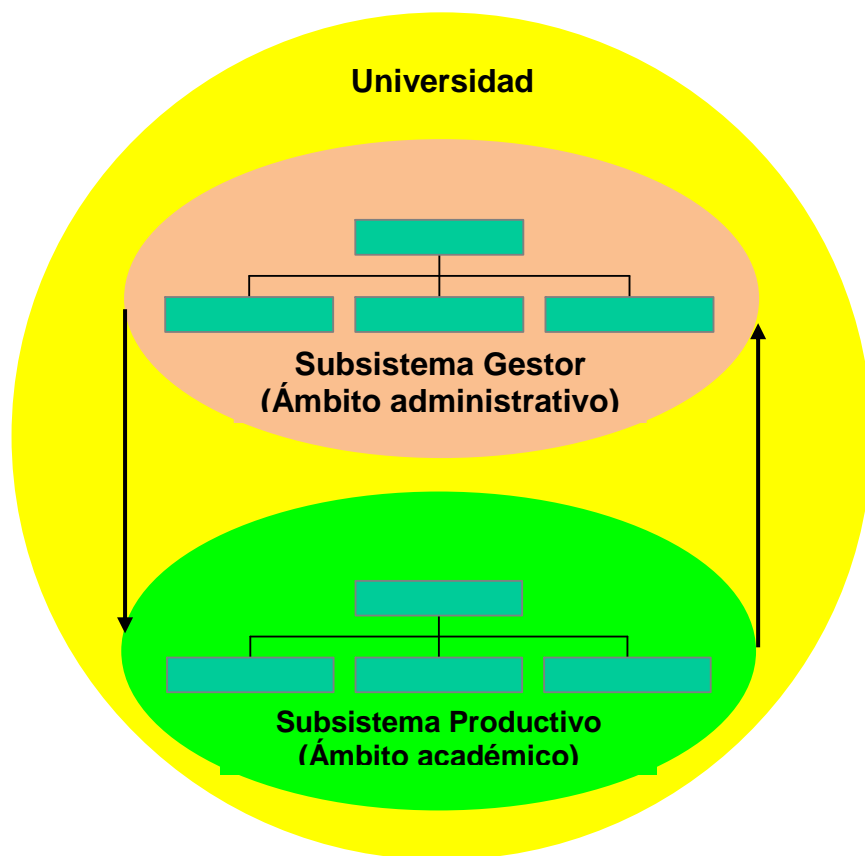 Universidad
Subsistema Gestor
(Ámbito administrativo)
Subsistema Productivo
(Ámbito académico)